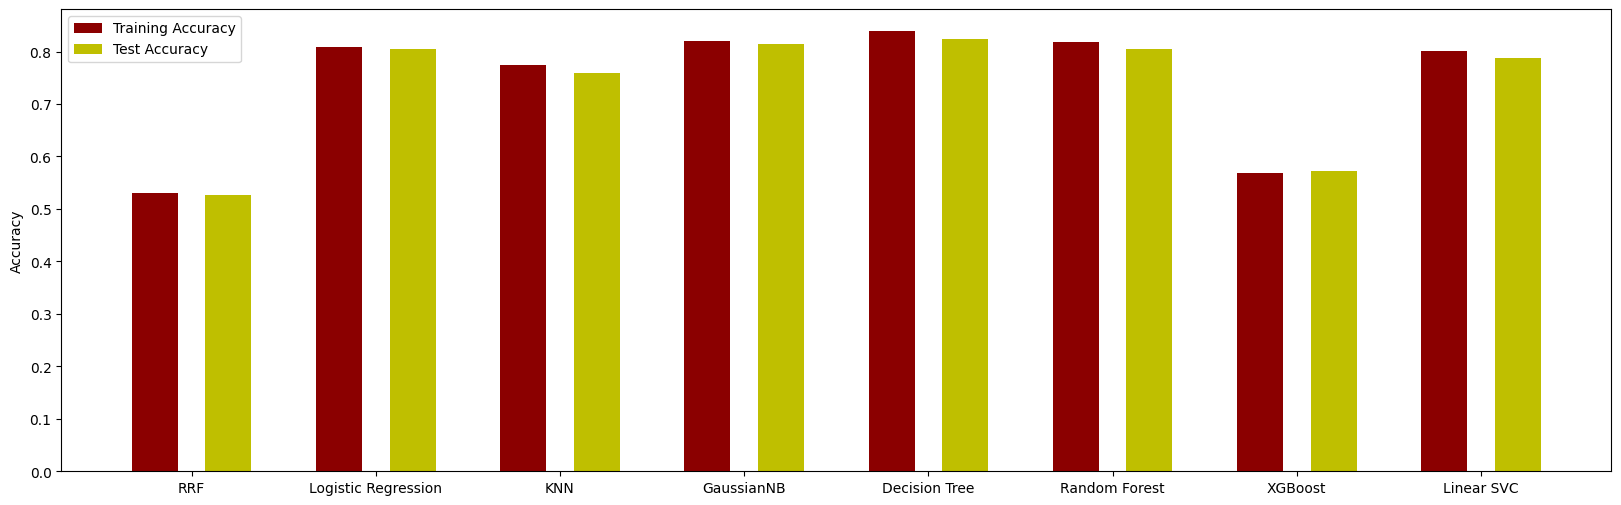 Training Accuracy
Test Accuracy
Accuracy
0.8
0.7
0.6
0.5
0.4
0.3
0.2
0.1
0.0
RRF Logistic Regression KNN GaussianNB Decision Tree Random Forest XGBoost Linear SVC